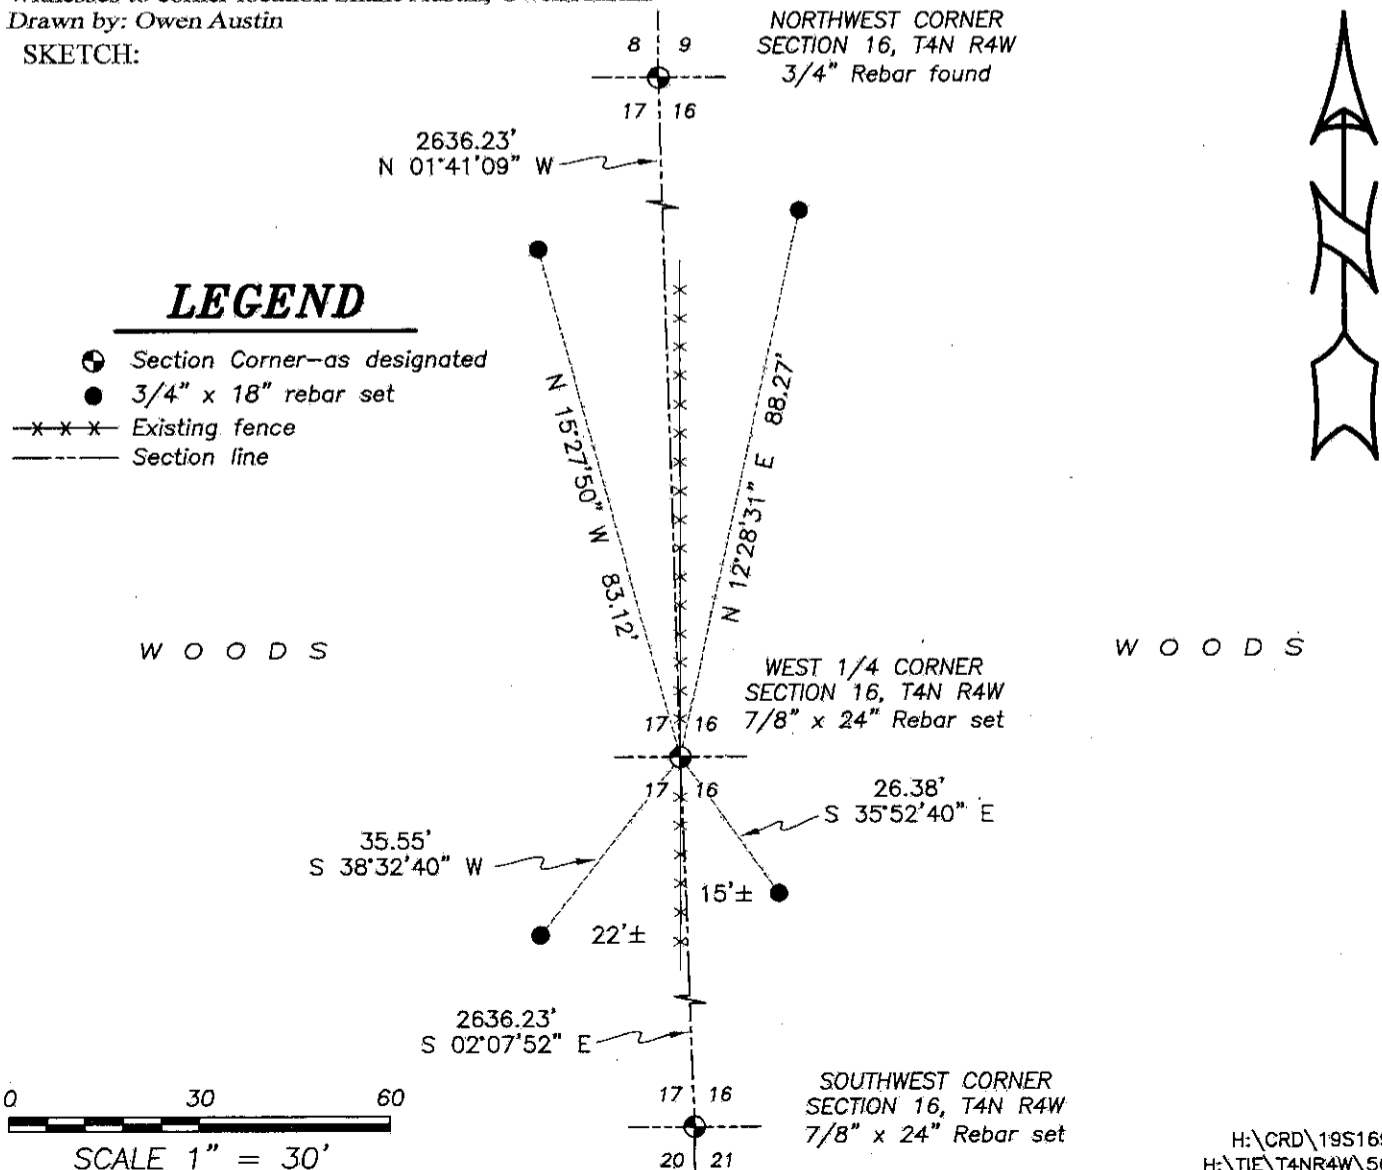 Drawn by: Owen Austin
SKETCH:
8 9
17 16
NORTHWEST CORNER
SECTION 16, T4N R4W
3/4" Rebar found
2636.23'
N 01°41'09" W
LEGEND
Section Corner-as designated
3/4" x 18" rebar set
Existing fence
Section line
N 15°27'50" W 83.12'
N 12°28'31" E 88.27'
W O O D S
W O O D S
WEST 1/4 CORNER
SECTION 16, T4N R4W
7/8" x 24" Rebar set
17 16
17 16
26.38'
S 35°52'40" E
35.55'
S 38°32'40" W
15'±
22'±
2636.23'
S 02°07'52" E
17 16
20 21
SOUTHWEST CORNER
SECTION 16, T4N R4W
7/8" x 24" Rebar set
0 30 60
SCALE 1" = 30'
H:\CRD\19S16
H:\TIE\T4NR4W\